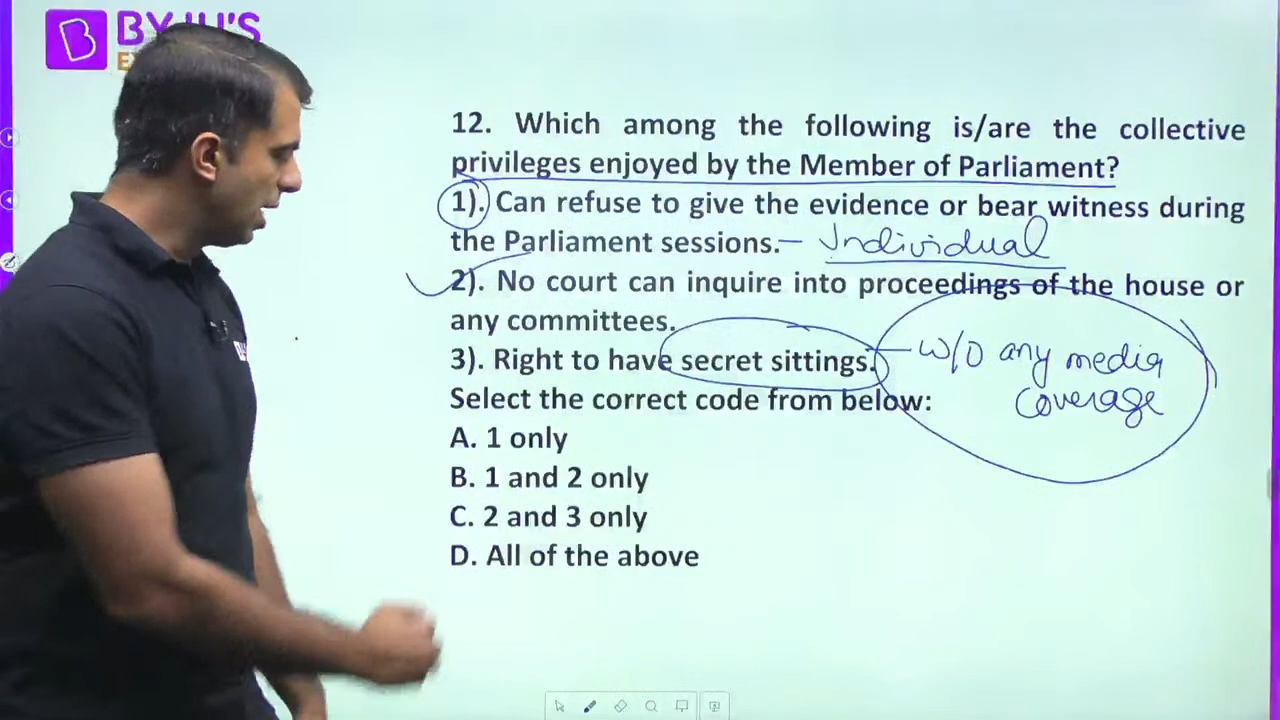 BYJU'S
12. Which among the following is/are the collective
privileges enjoyed by the Member of Parliament?
1). Can refuse to give the evidence or bear witness during
the Parliament sessions. – Individual
2). No court can inquire into proceedings of the house or
any committees.
3). Right to have secret sittings. – w/o any media
coverage
Select the correct code from below:
A. 1 only
B. 1 and 2 only
C. 2 and 3 only
D. All of the above